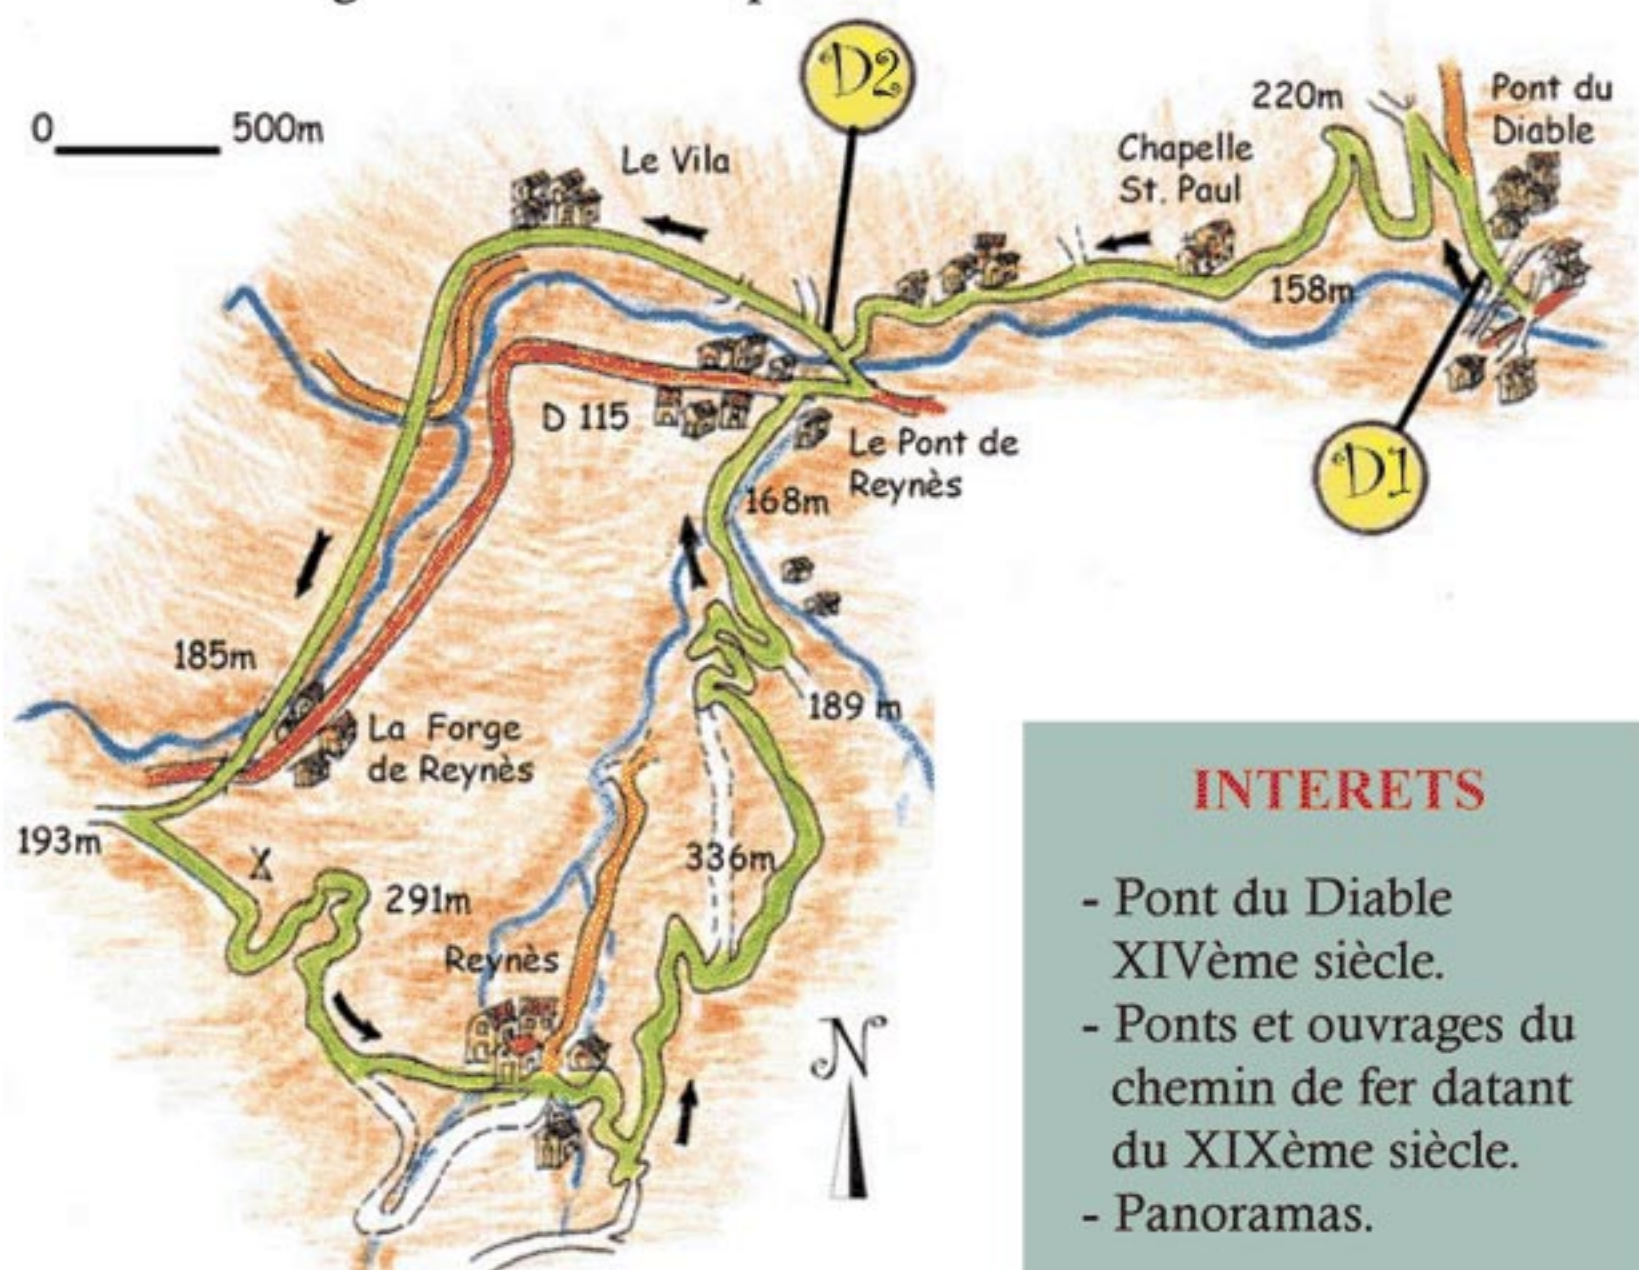 D2
220m
Pont du
Diable
0
500m
Le Vila
Chapelle
St. Paul
158m
D 115
Le Pont de
Reynès
D1
168m
185m
189 m
La Forge
de Reynès
193m
X
336m
291m
Reynès
N
INTERETS
- Pont du Diable
XIVème siècle.
- Ponts et ouvrages du
chemin de fer datant
du XIXème siècle.
- Panoramas.